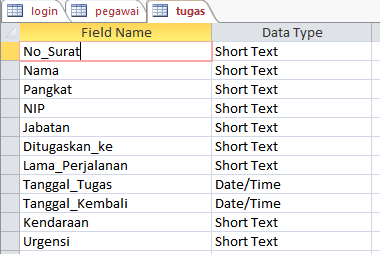 login pegawai tugas
Field Name Data Type
No_Surat Short Text
Nama Short Text
Pangkat Short Text
NIP Short Text
Jabatan Short Text
Ditugaskan_ke Short Text
Lama_Perjalanan Short Text
Tanggal_Tugas Date/Time
Tanggal_Kembali Date/Time
Kendaraan Short Text
Urgensi Short Text